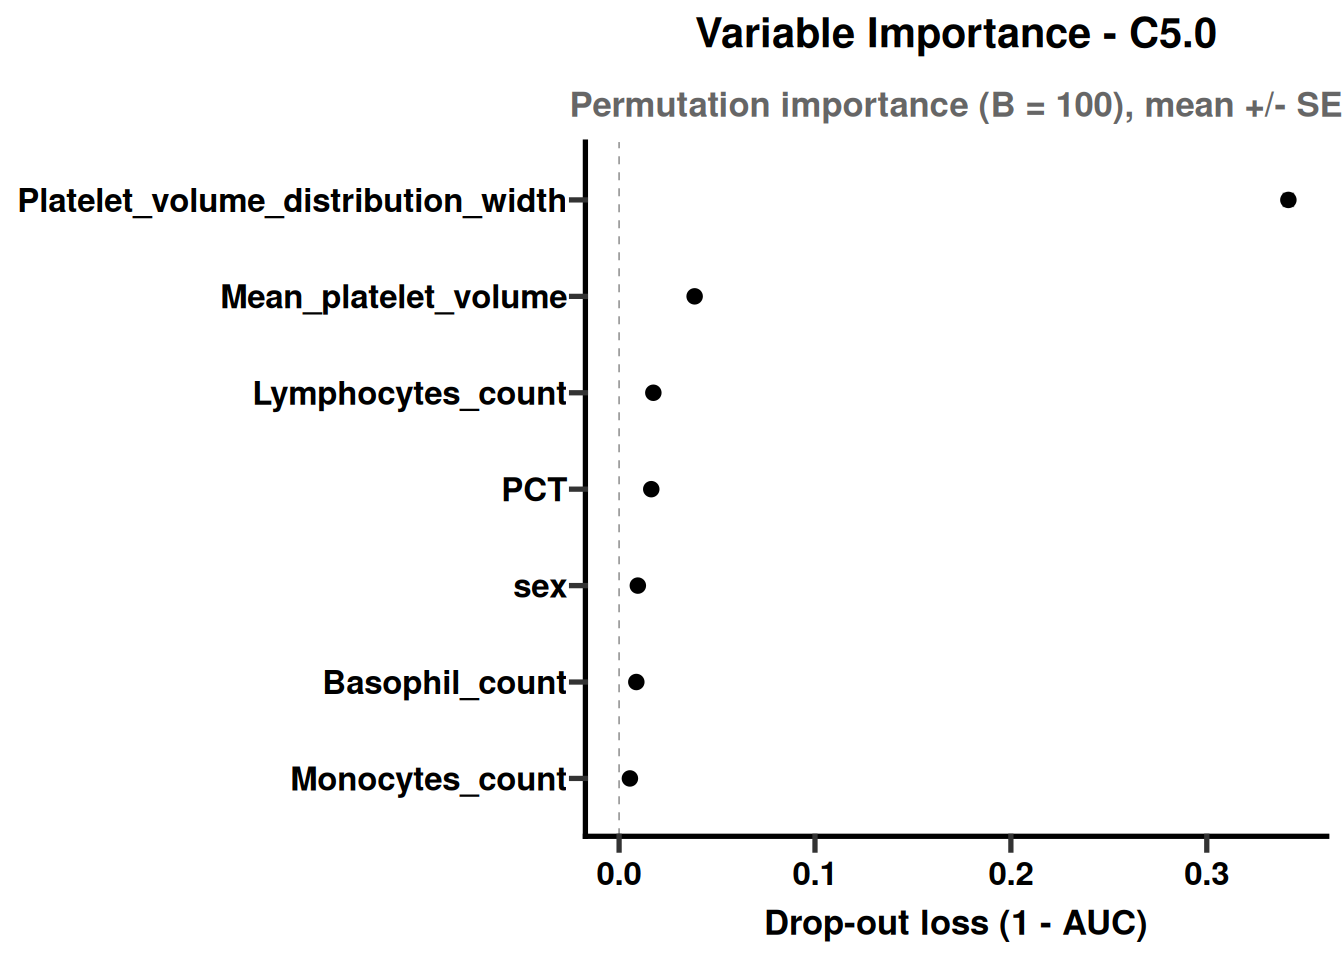 Variable Importance - C5.0
Permutation importance (B = 100), mean +/- SE
Platelet_volume_distribution_width
Mean_platelet_volume
Lymphocytes_count
PCT
sex
Basophil_count
Monocytes_count
0.0 0.1 0.2 0.3
Drop-out loss (1 - AUC)